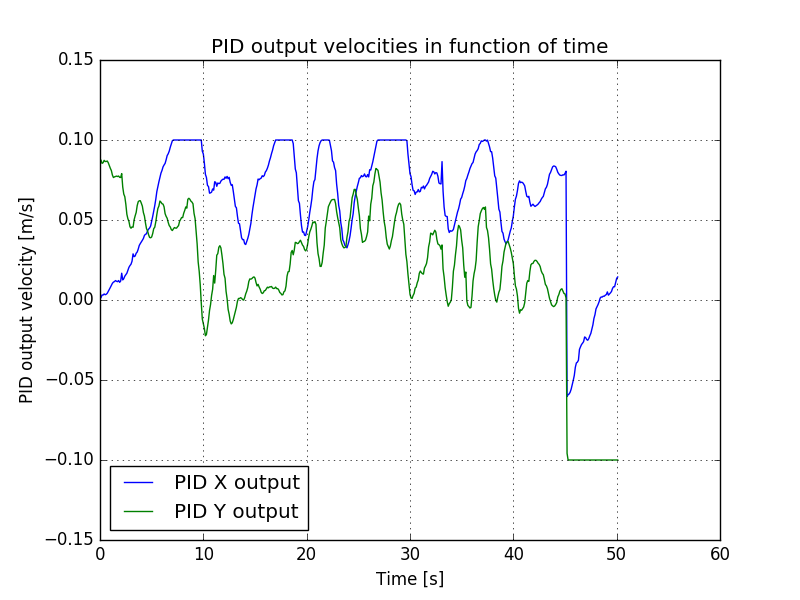 PID output velocities in function of time
PID output velocity [m/s]
0.15
0.10
0.05
0.00
−0.05
−0.10
−0.15
PID X output
PID Y output
0 10 20 30 40 50 60
Time [s]